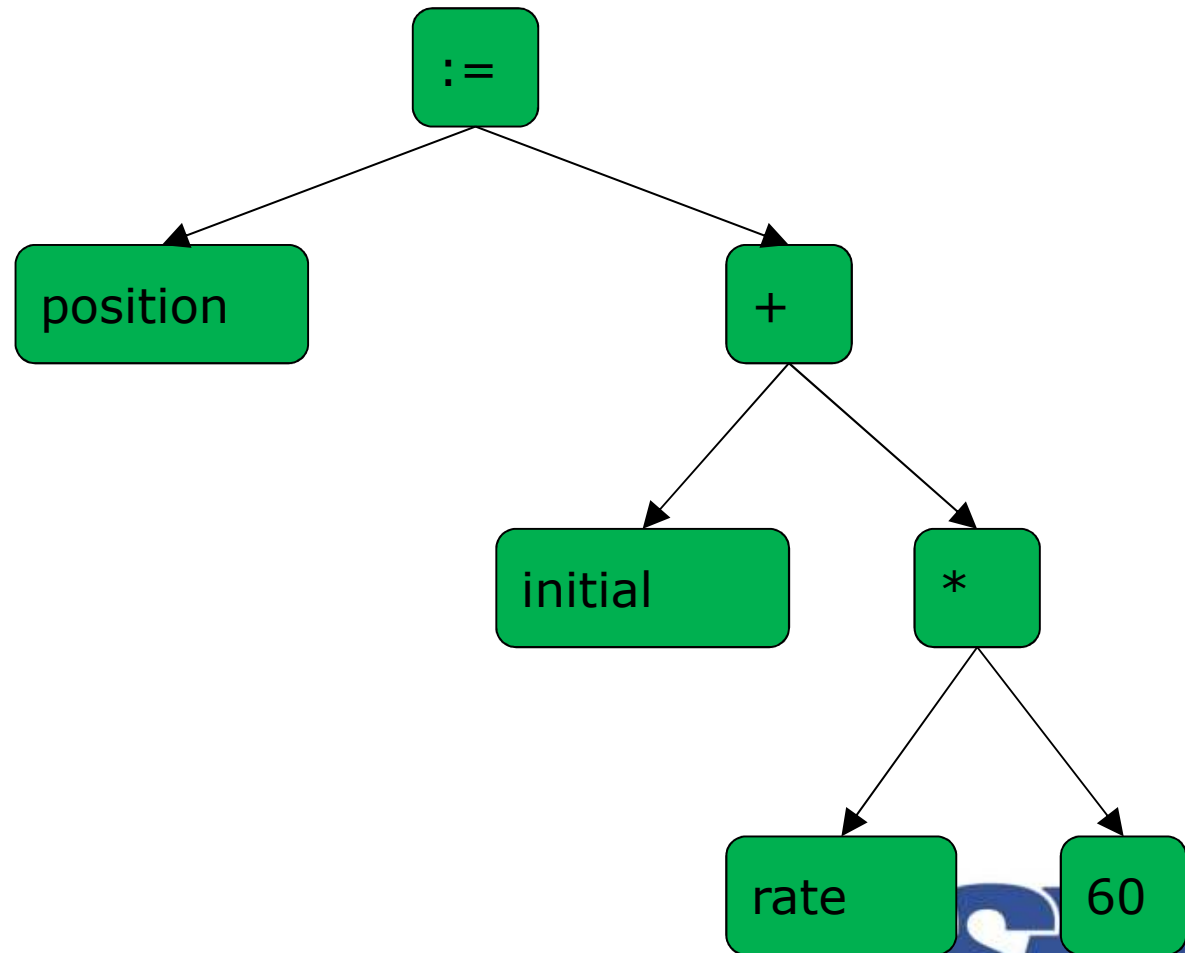 :=
position
+
initial
*
rate
60